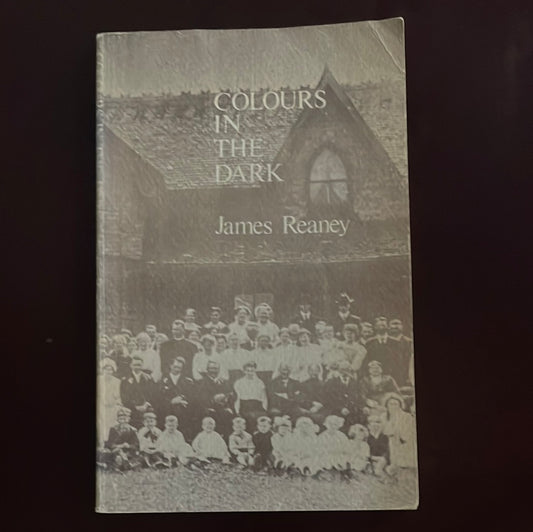 COLOURS
IN
THE
DARK
James Reaney